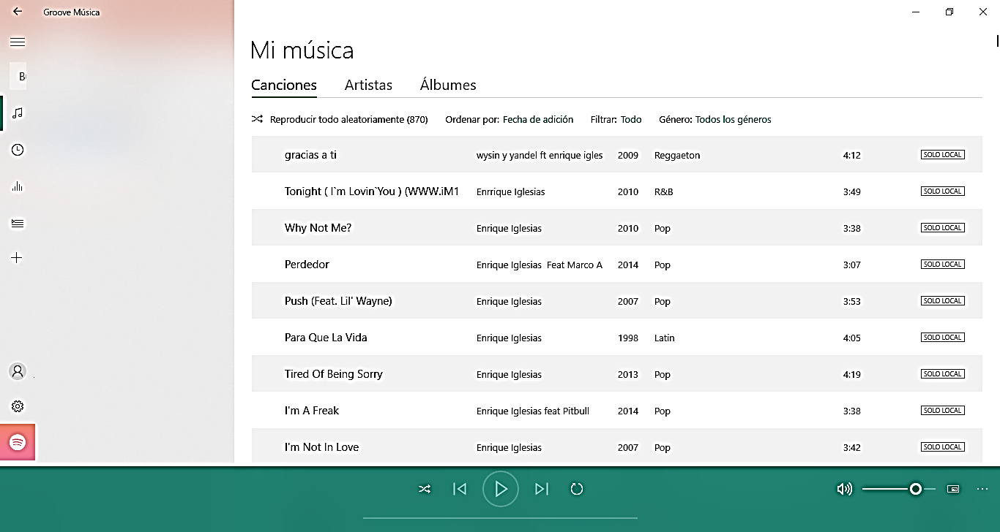 Groove Música
Mi música
Canciones Artistas Álbumes
Reproducir todo aleatoriamente (870) Ordenar por: Fecha de adición Filtrar: Todo Género: Todos los géneros
gracias a ti wysin y yandel ft enrique igles 2009 Reggaeton 4:12 SOLO LOCAL
Tonight ( I`m Lovin`You ) (WWW.iM1 Enrrique Iglesias 2010 R&B 3:49 SOLO LOCAL
Why Not Me? Enrique Iglesias 2010 Pop 3:38 SOLO LOCAL
Perdedor Enrique Iglesias Feat Marco A 2014 Pop 3:07 SOLO LOCAL
Push (Feat. Lil' Wayne) Enrique Iglesias 2007 Pop 3:53 SOLO LOCAL
Para Que La Vida Enrique Iglesias 1998 Latin 4:05 SOLO LOCAL
Tired Of Being Sorry Enrique Iglesias 2013 Pop 4:19 SOLO LOCAL
I'm A Freak Enrique Iglesias feat Pitbull 2014 Pop 3:38 SOLO LOCAL
I'm Not In Love Enrique Iglesias 2007 Pop 3:42 SOLO LOCAL